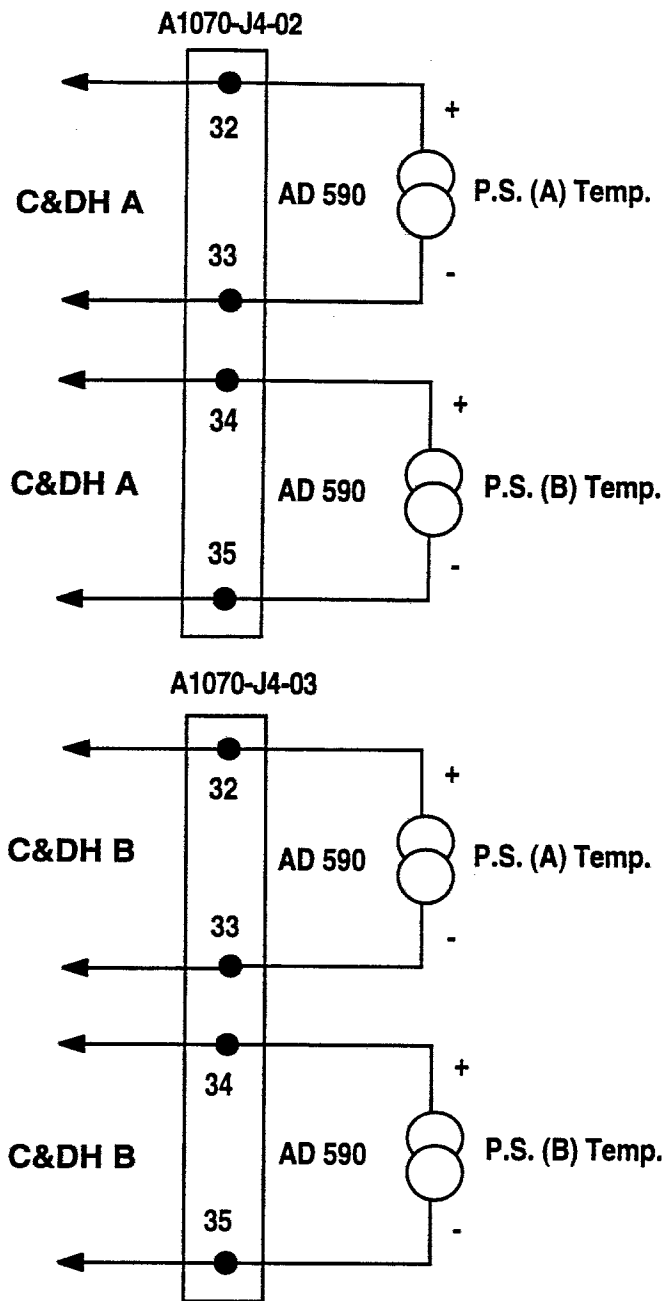 A1070-J4-02
32
+
C&DH A
AD 590
P.S. (A) Temp.
33
-
34
+
C&DH A
AD 590
P.S. (B) Temp.
35
-
A1070-J4-03
32
+
C&DH B
AD 590
P.S. (A) Temp.
33
-
34
+
C&DH B
AD 590
P.S. (B) Temp.
35
-